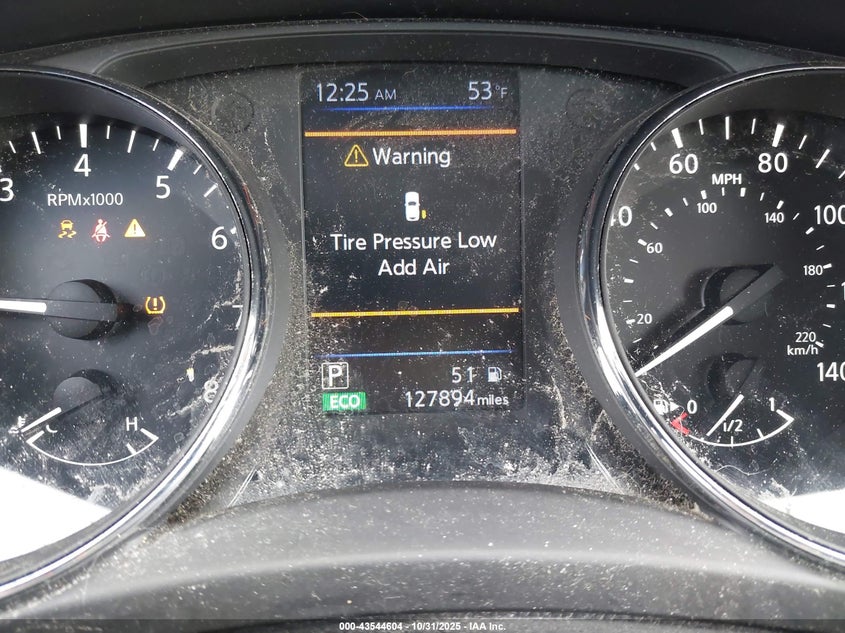 12:25 AM 53°F
Warning
Tire Pressure Low
Add Air
P 51
ECO 127894 miles
3 4 5 6 8
RPMx1000
C H
40 60 80 100 140
MPH
20 60 100 140 180 220
km/h
0 1/2 1
000-43544604 | 10/31/2025 | IAA Inc.